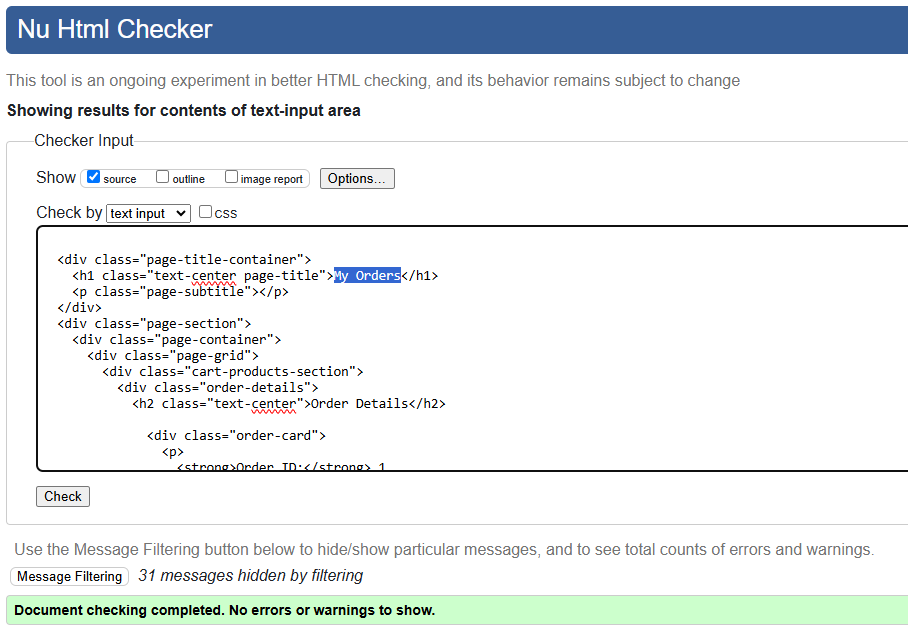 Nu Html Checker
This tool is an ongoing experiment in better HTML checking, and its behavior remains subject to change
Showing results for contents of text-input area
Checker Input
Show source outline image report Options...
Check by text input css
<div class="page-title-container">
<h1 class="text-center page-title">My Orders</h1>
<p class="page-subtitle"></p>
</div>
<div class="page-section">
<div class="page-container">
<div class="page-grid">
<div class="cart-products-section">
<div class="order-details">
<h2 class="text-center">Order Details</h2>
<div class="order-card">
<p>
<strong>Order ID:</strong> 1
Check
Use the Message Filtering button below to hide/show particular messages, and to see total counts of errors and warnings.
Message Filtering 31 messages hidden by filtering
Document checking completed. No errors or warnings to show.